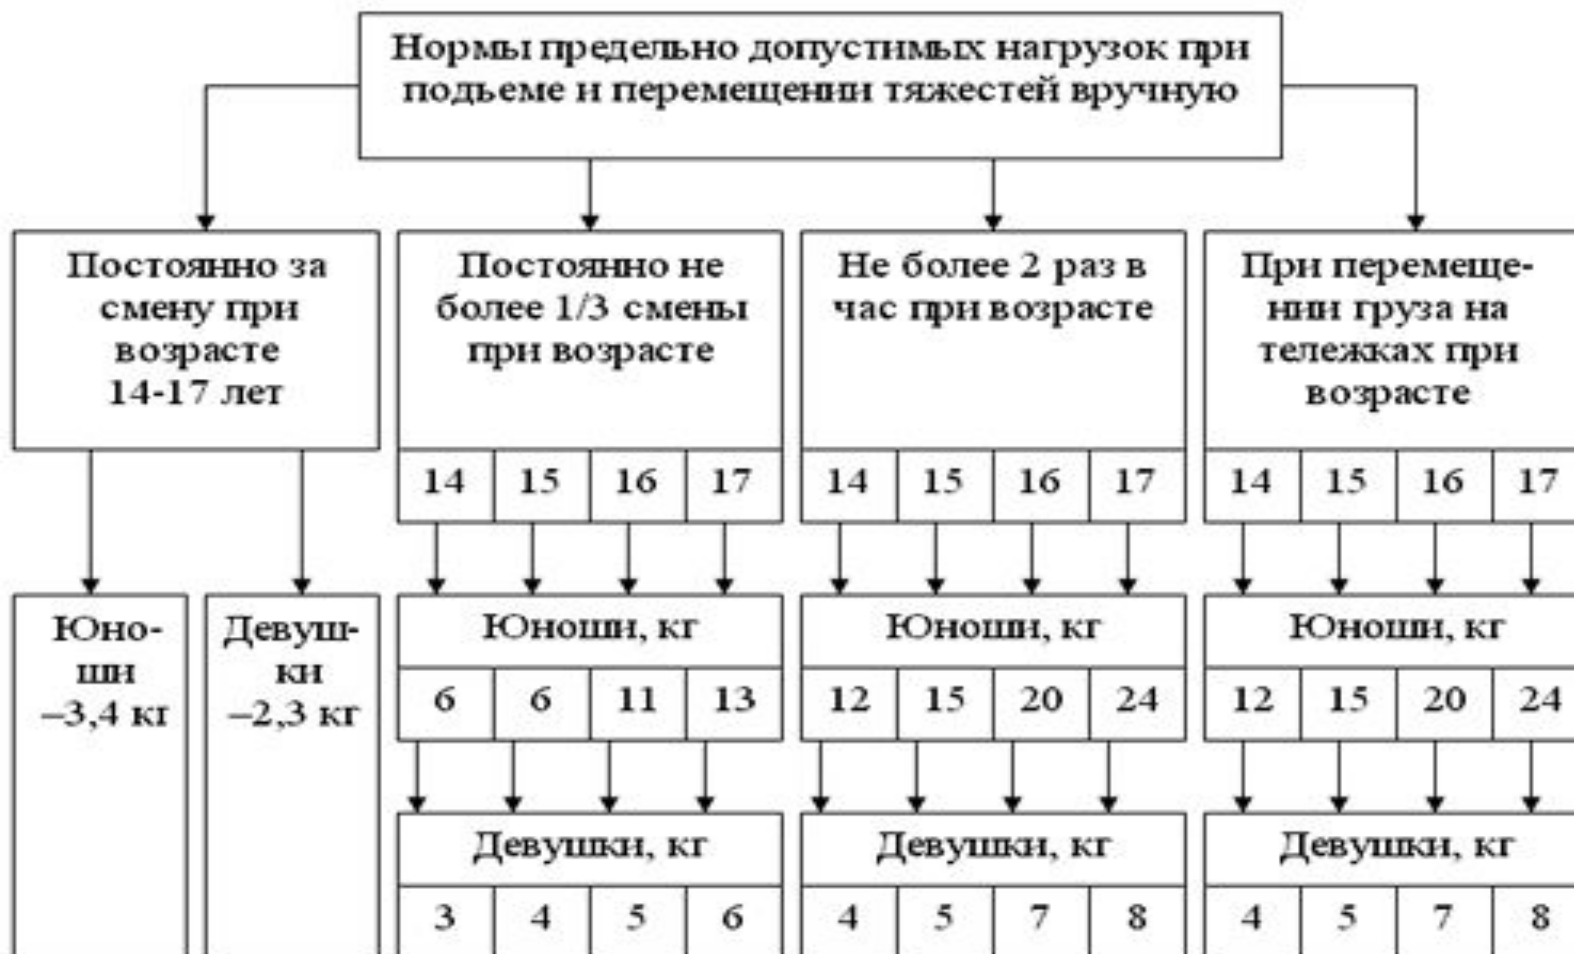 Нормы предельно допустимых нагрузок при
подъеме и перемещении тяжестей вручную
Постоянно за
смену при
возрасте
14-17 лет
Постоянно не
более 1/3 смены
при возрасте
Не более 2 раз в
час при возрасте
При перемеще-
нии груза на
тележках при
возрасте
14 15 16 17
14 15 16 17
14 15 16 17
Юно-
ши
–3,4 кг
Девуш-
ки
–2,3 кг
Юноши, кг
6 6 11 13
Юноши, кг
12 15 20 24
Юноши, кг
12 15 20 24
Девушки, кг
3 4 5 6
Девушки, кг
4 5 7 8
Девушки, кг
4 5 7 8